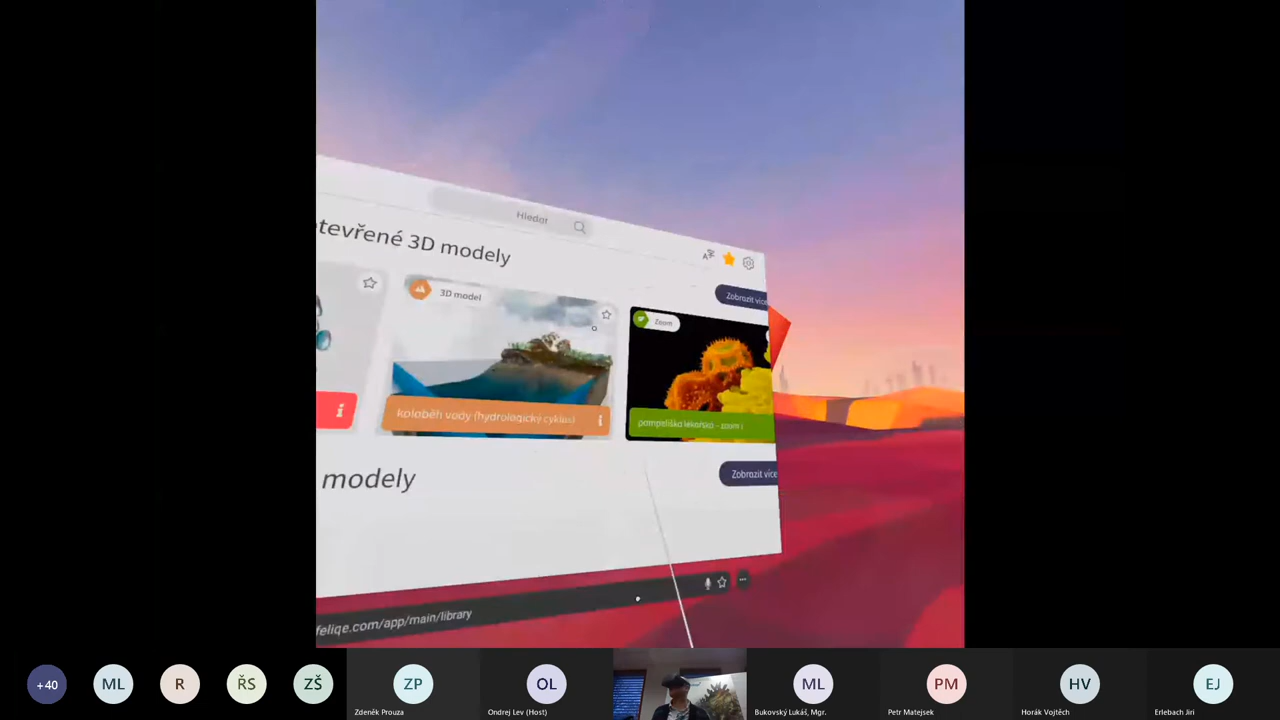 Hledat
tevřené 3D modely
Zobrazit více
3D model
Zoom
koloběh vody (hydrologický cyklus)
pampeliška lékařská - zoom I
modely
Zobrazit více
feliqe.com/app/main/library
+40
ML
R
ŘS
ZŠ
ZP
Zdeněk Prouza
OL
Ondrej Lev (Host)
ML
Bukovský Lukáš, Mgr.
PM
Petr Matejsek
HV
Horák Vojtěch
EJ
Erlebach Jiri